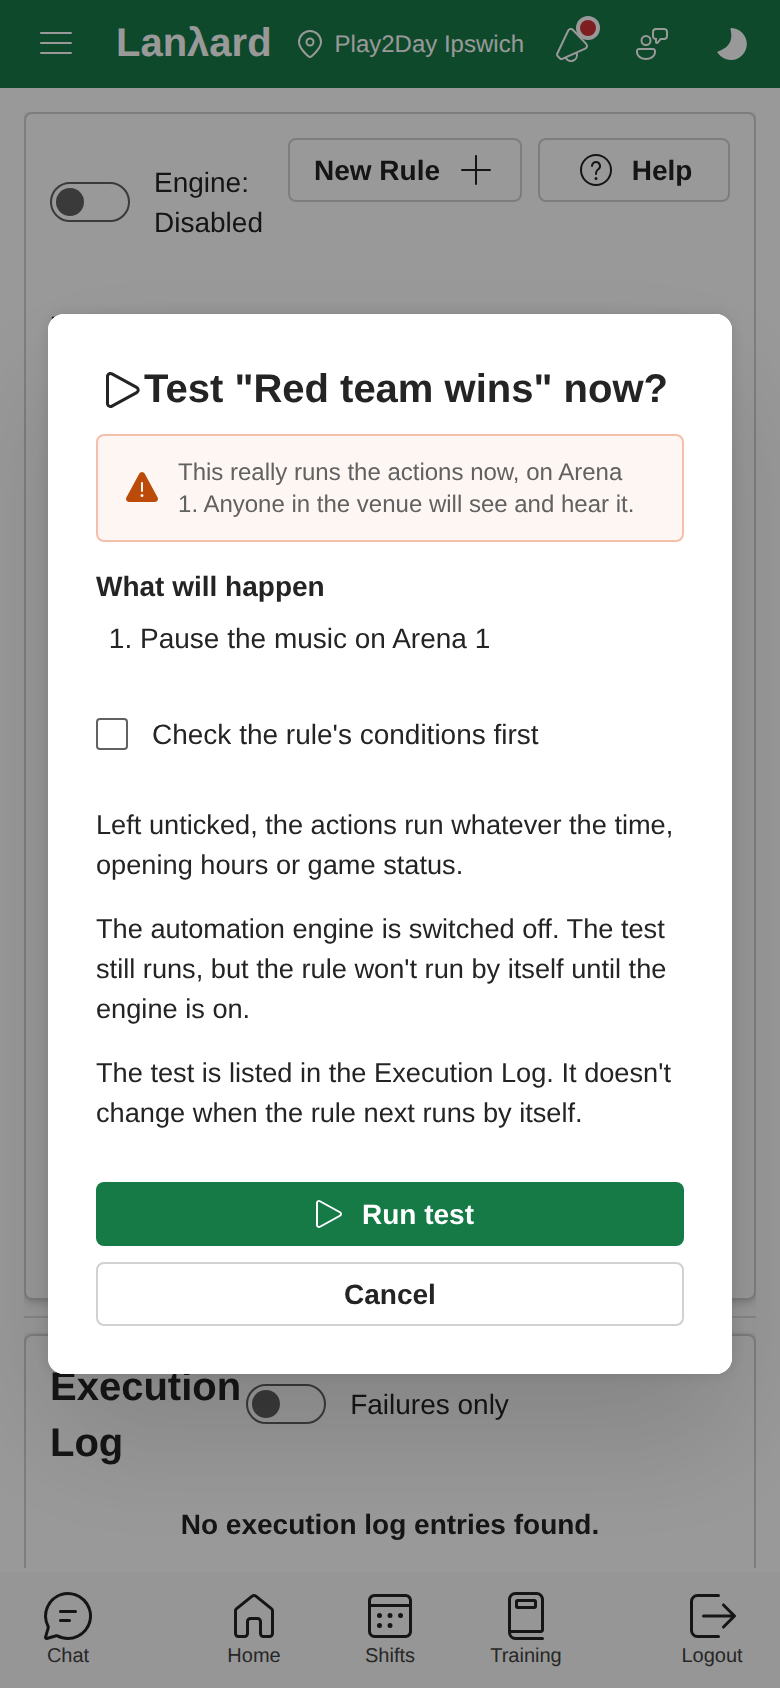 Lanλard
Play2Day Ipswich
Engine:
Disabled
New Rule
Help
Test "Red team wins" now?
This really runs the actions now, on Arena
1. Anyone in the venue will see and hear it.
What will happen
1. Pause the music on Arena 1
Check the rule's conditions first
Left unticked, the actions run whatever the time,
opening hours or game status.
The automation engine is switched off. The test
still runs, but the rule won't run by itself until the
engine is on.
The test is listed in the Execution Log. It doesn't
change when the rule next runs by itself.
Run test
Cancel
Execution
Log
Failures only
No execution log entries found.
Chat
Home
Shifts
Training
Logout